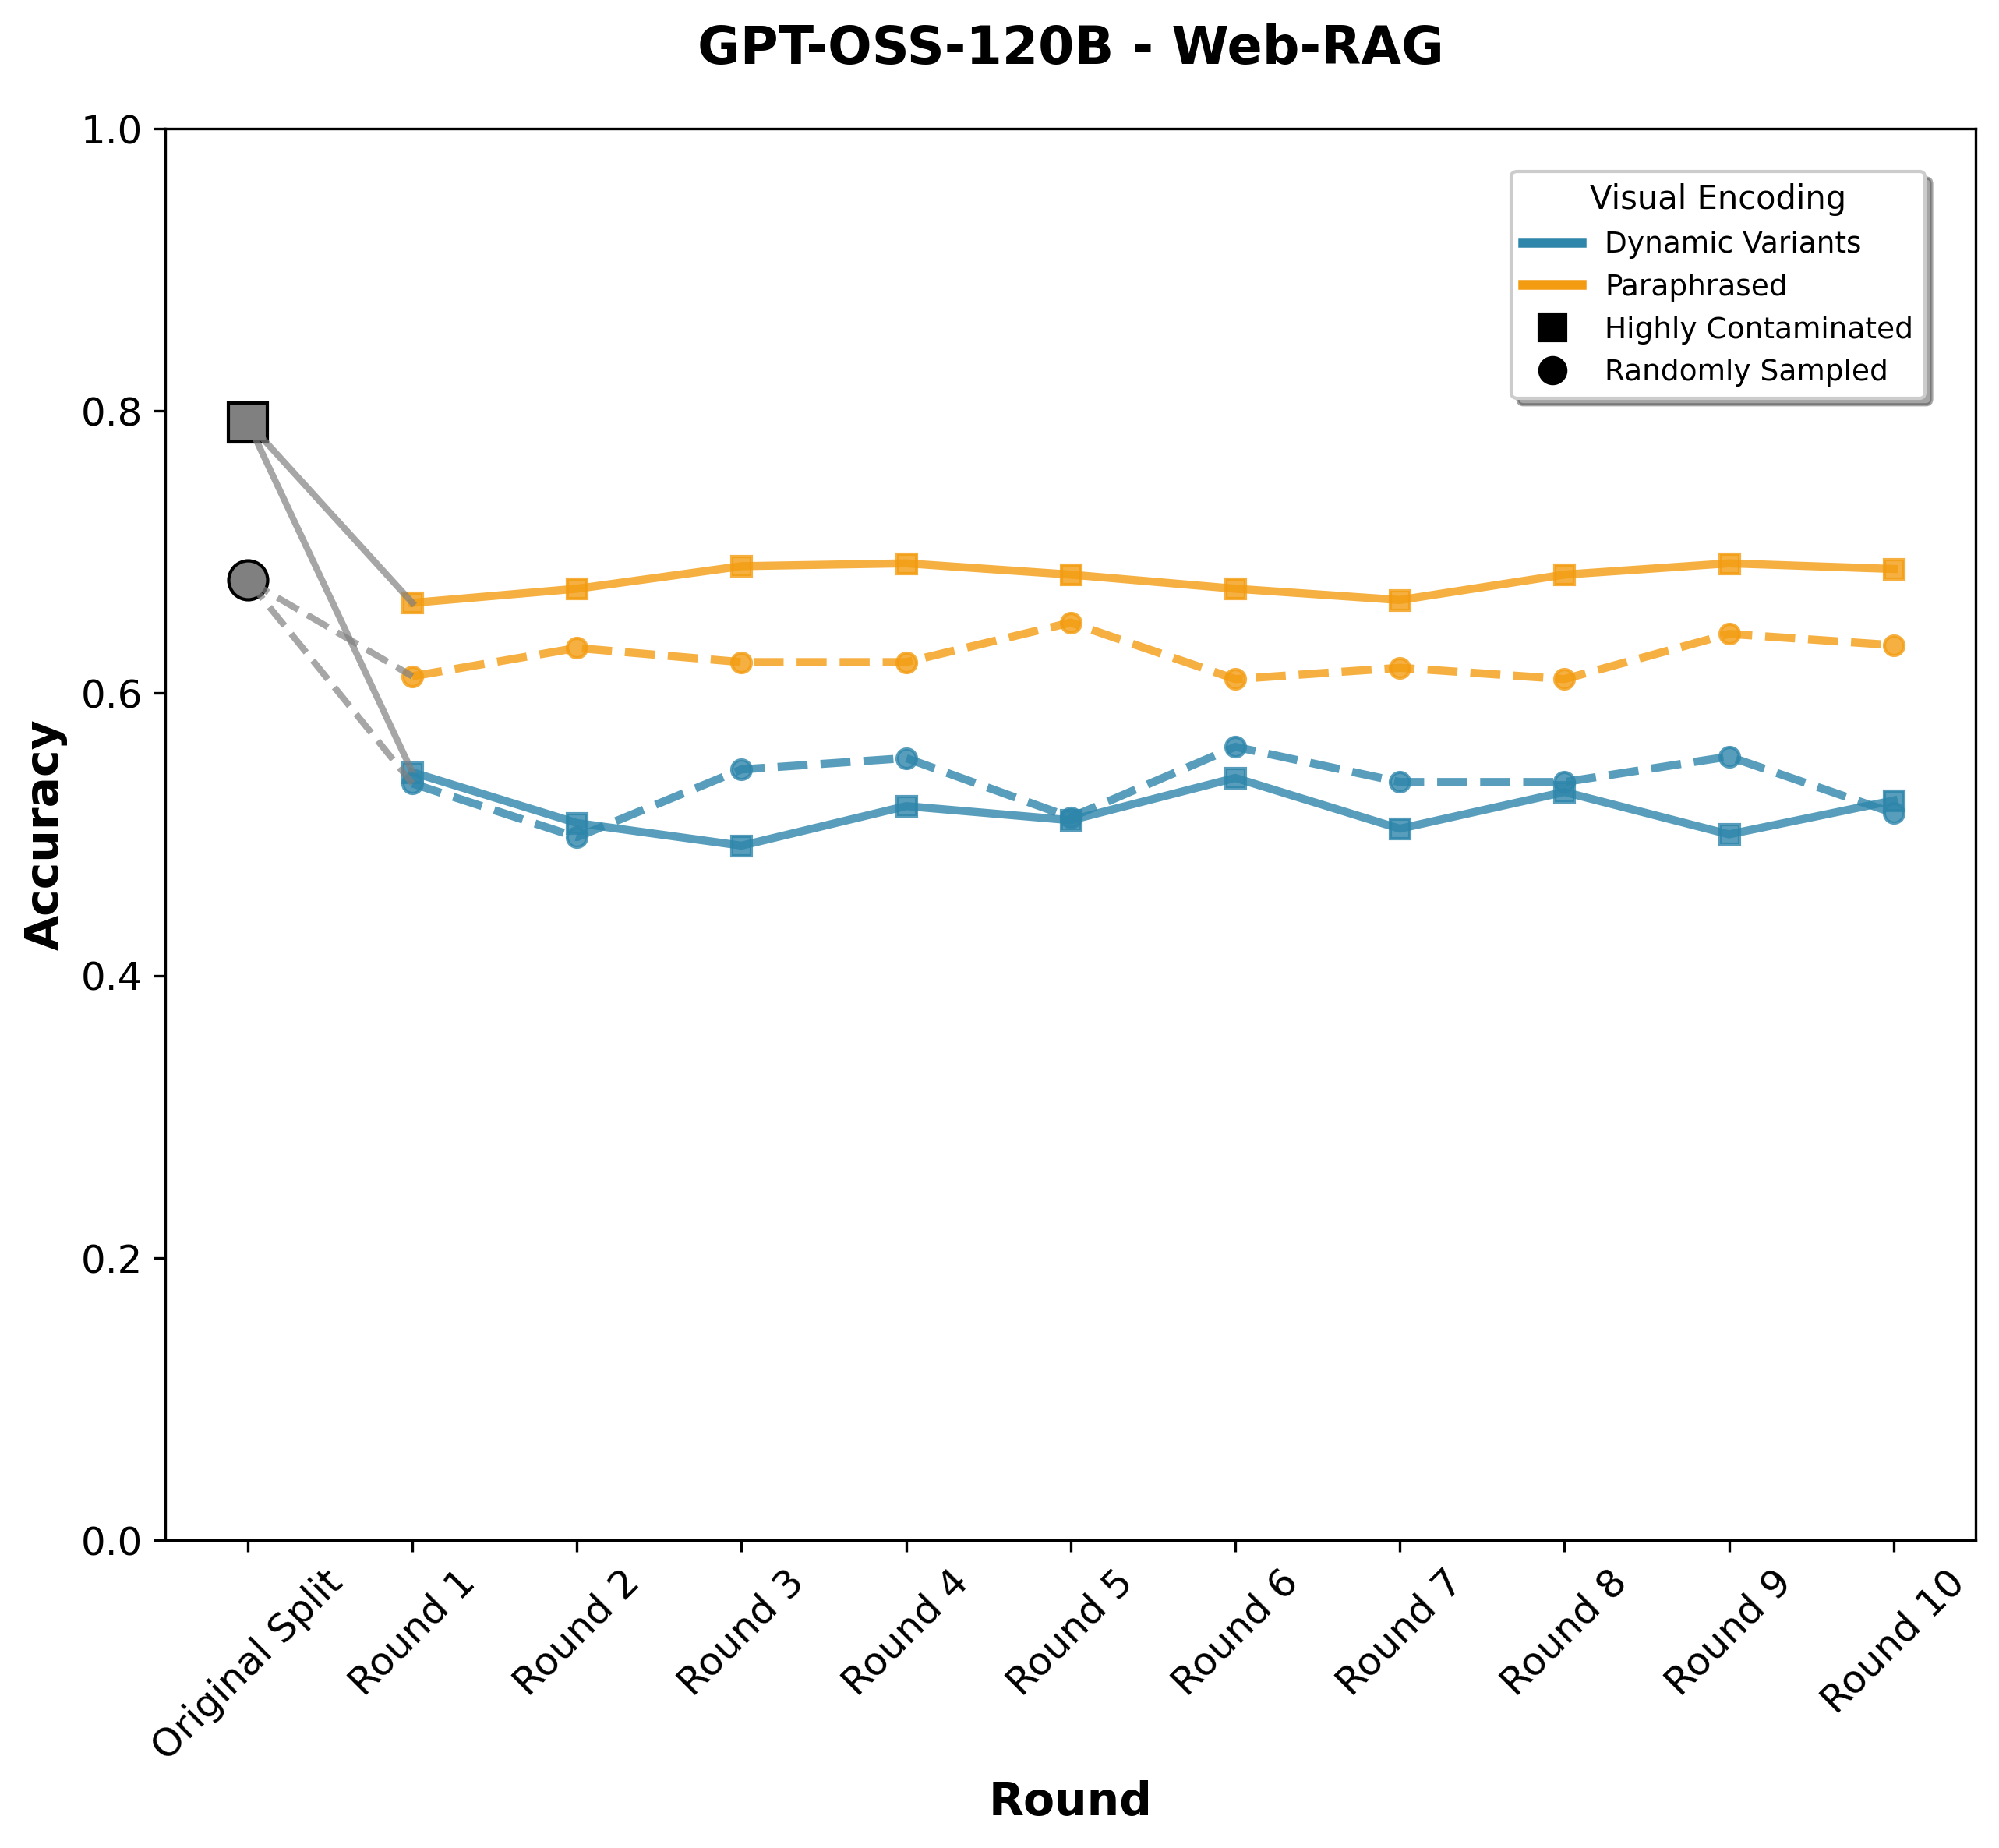 GPT-OSS-120B - Web-RAG
1.0
0.8
0.6
0.4
0.2
0.0
Accuracy
Visual Encoding
Dynamic Variants
Paraphrased
Highly Contaminated
Randomly Sampled
Original Split
Round 1
Round 2
Round 3
Round 4
Round 5
Round 6
Round 7
Round 8
Round 9
Round 10
Round